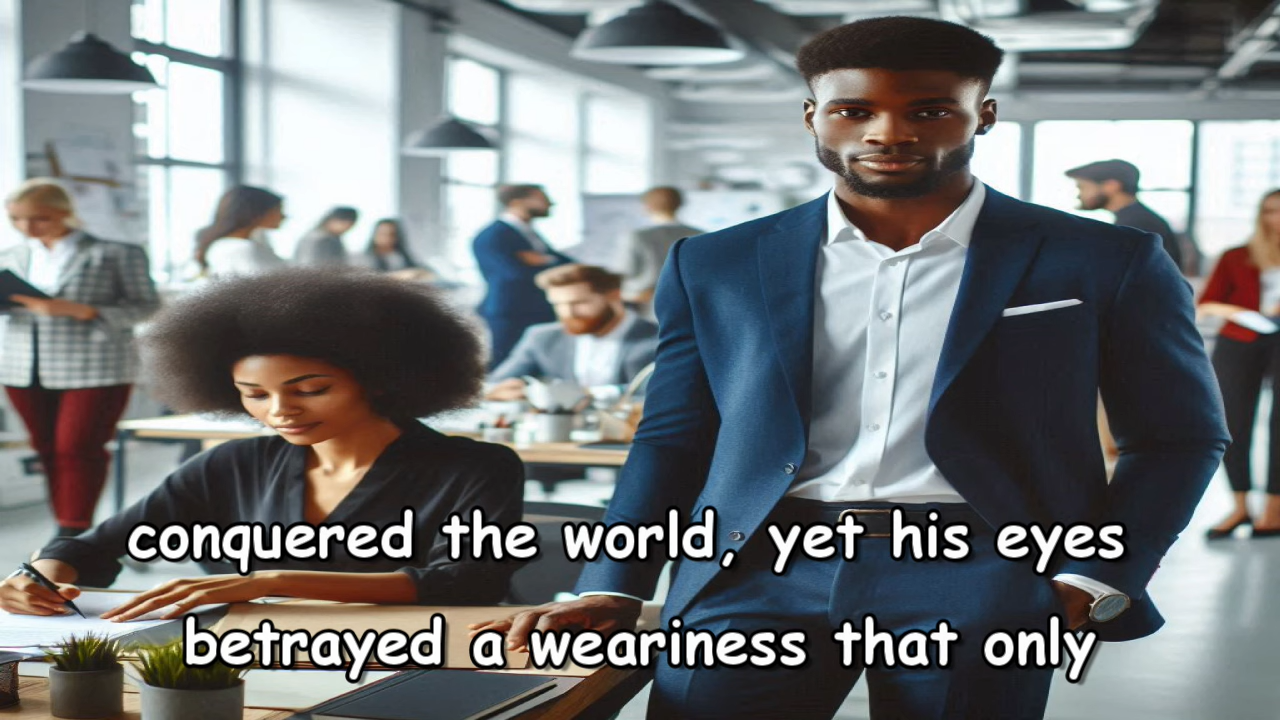 conquered the world, yet his eyes
betrayed a weariness that only